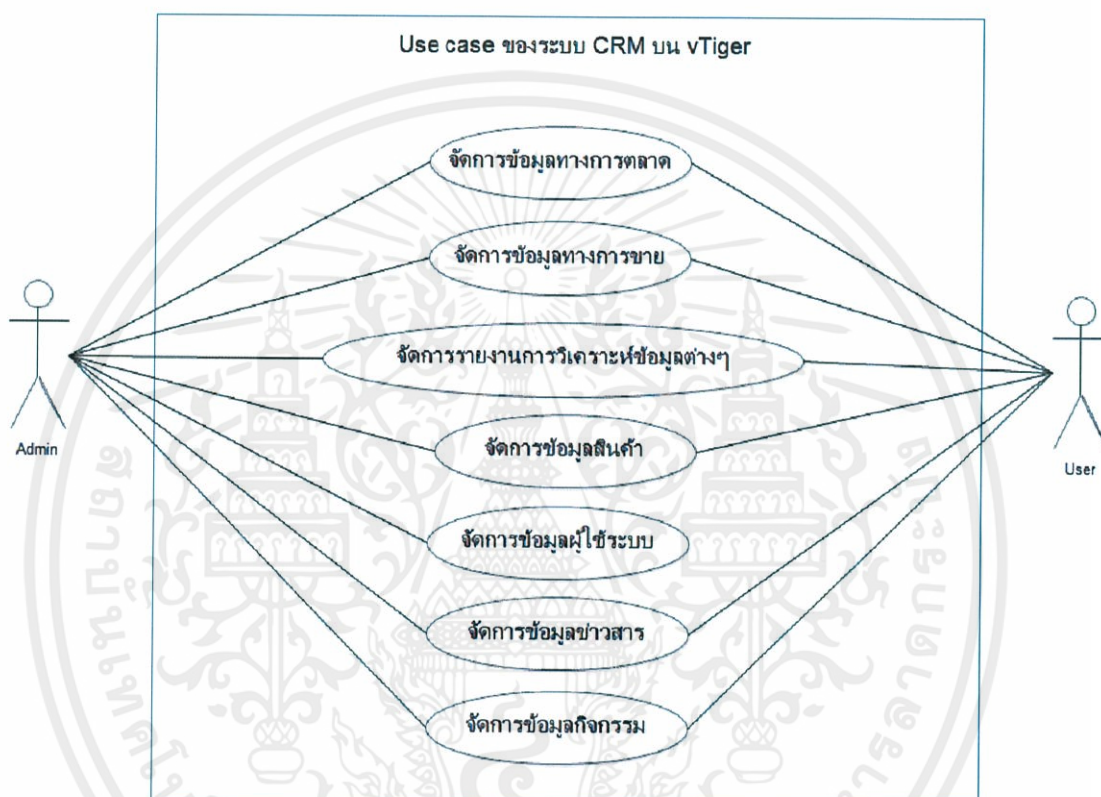 Use case ของระบบ CRM บน vTiger
จัดการข้อมูลทางการตลาด
จัดการข้อมูลทางการขาย
จัดการรายงานการวิเคราะห์ข้อมูลต่างๆ
จัดการข้อมูลสินค้า
Admin
User
จัดการข้อมูลผู้ใช้ระบบ
จัดการข้อมูลข่าวสาร
จัดการข้อมูลกิจกรรม